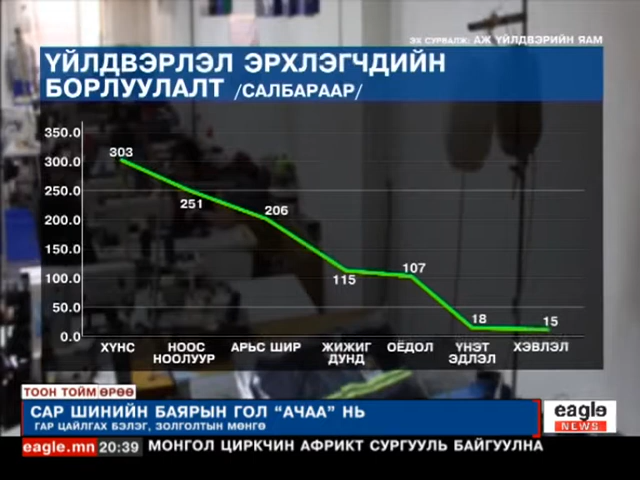 ЭХ СУРВАЛЖ: АЖ ҮЙЛДВЭРИЙН ЯАМ
ҮЙЛДВЭРЛЭЛ ЭРХЛЭГЧДИЙН
БОРЛУУЛАЛТ /САЛБАРААР/
350.0
300.0
250.0
200.0
150.0
100.0
50.0
0.0
303
251
206
115
107
18
15
ХҮНС
НООС НООЛУУР
АРЬС ШИР
ЖИЖИГ ДУНД
ОЁДОЛ
ҮНЭТ ЭДЛЭЛ
ХЭВЛЭЛ
ТООН ТОЙМ ӨРӨӨ
САР ШИНИЙН БАЯРЫН ГОЛ "АЧАА" НЬ
ГАР ЦАЙЛГАХ БЭЛЭГ, ЗОЛГОЛТЫН МӨНГӨ
eagle
NEWS
eagle.mn 20:39 МОНГОЛ ЦИРКЧИН АФРИКТ СУРГУУЛЬ БАЙГУУЛНА